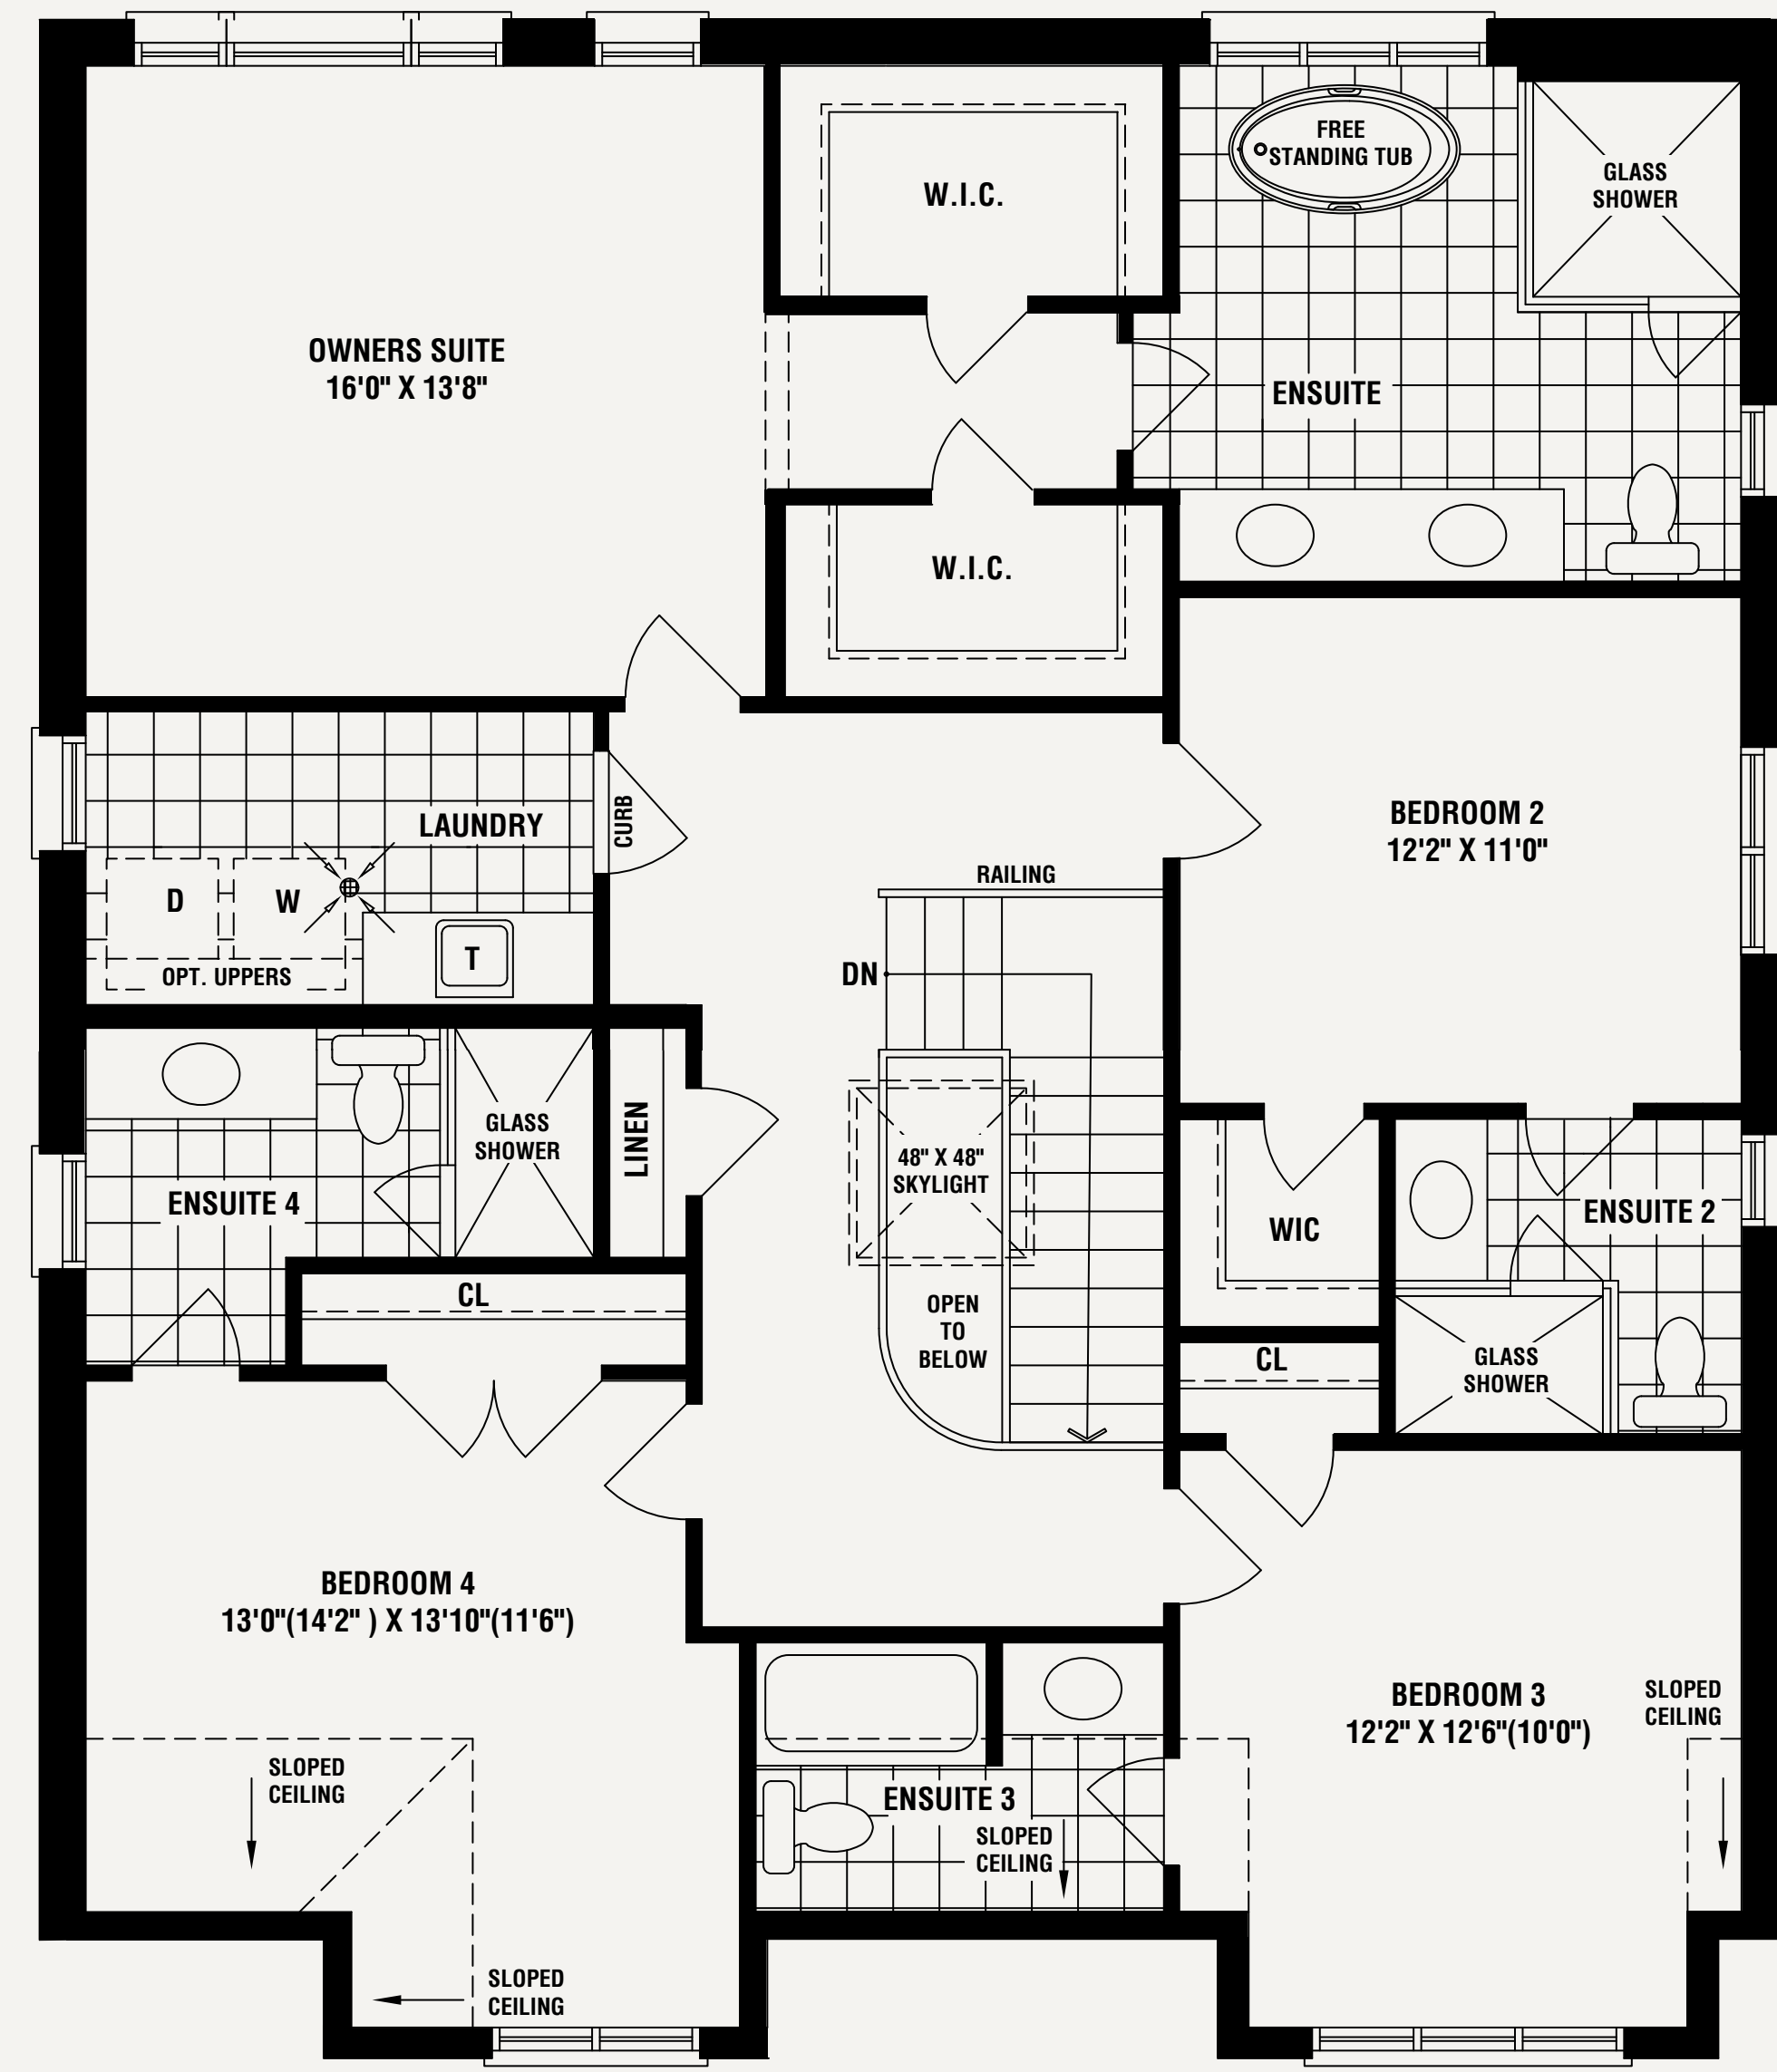 W.I.C.
FREE
STANDING TUB
GLASS
SHOWER
OWNERS SUITE
16'0" X 13'8"
ENSUITE
W.I.C.
LAUNDRY
CURB
BEDROOM 2
12'2" X 11'0"
D
W
T
OPT. UPPERS
RAILING
DN
GLASS
SHOWER
LINEN
ENSUITE 4
48" X 48"
SKYLIGHT
WIC
ENSUITE 2
CL
OPEN
TO
BELOW
CL
GLASS
SHOWER
BEDROOM 4
13'0"(14'2" ) X 13'10"(11'6")
BEDROOM 3
12'2" X 12'6"(10'0")
SLOPED
CEILING
SLOPED
CEILING
ENSUITE 3
SLOPED
CEILING
SLOPED
CEILING